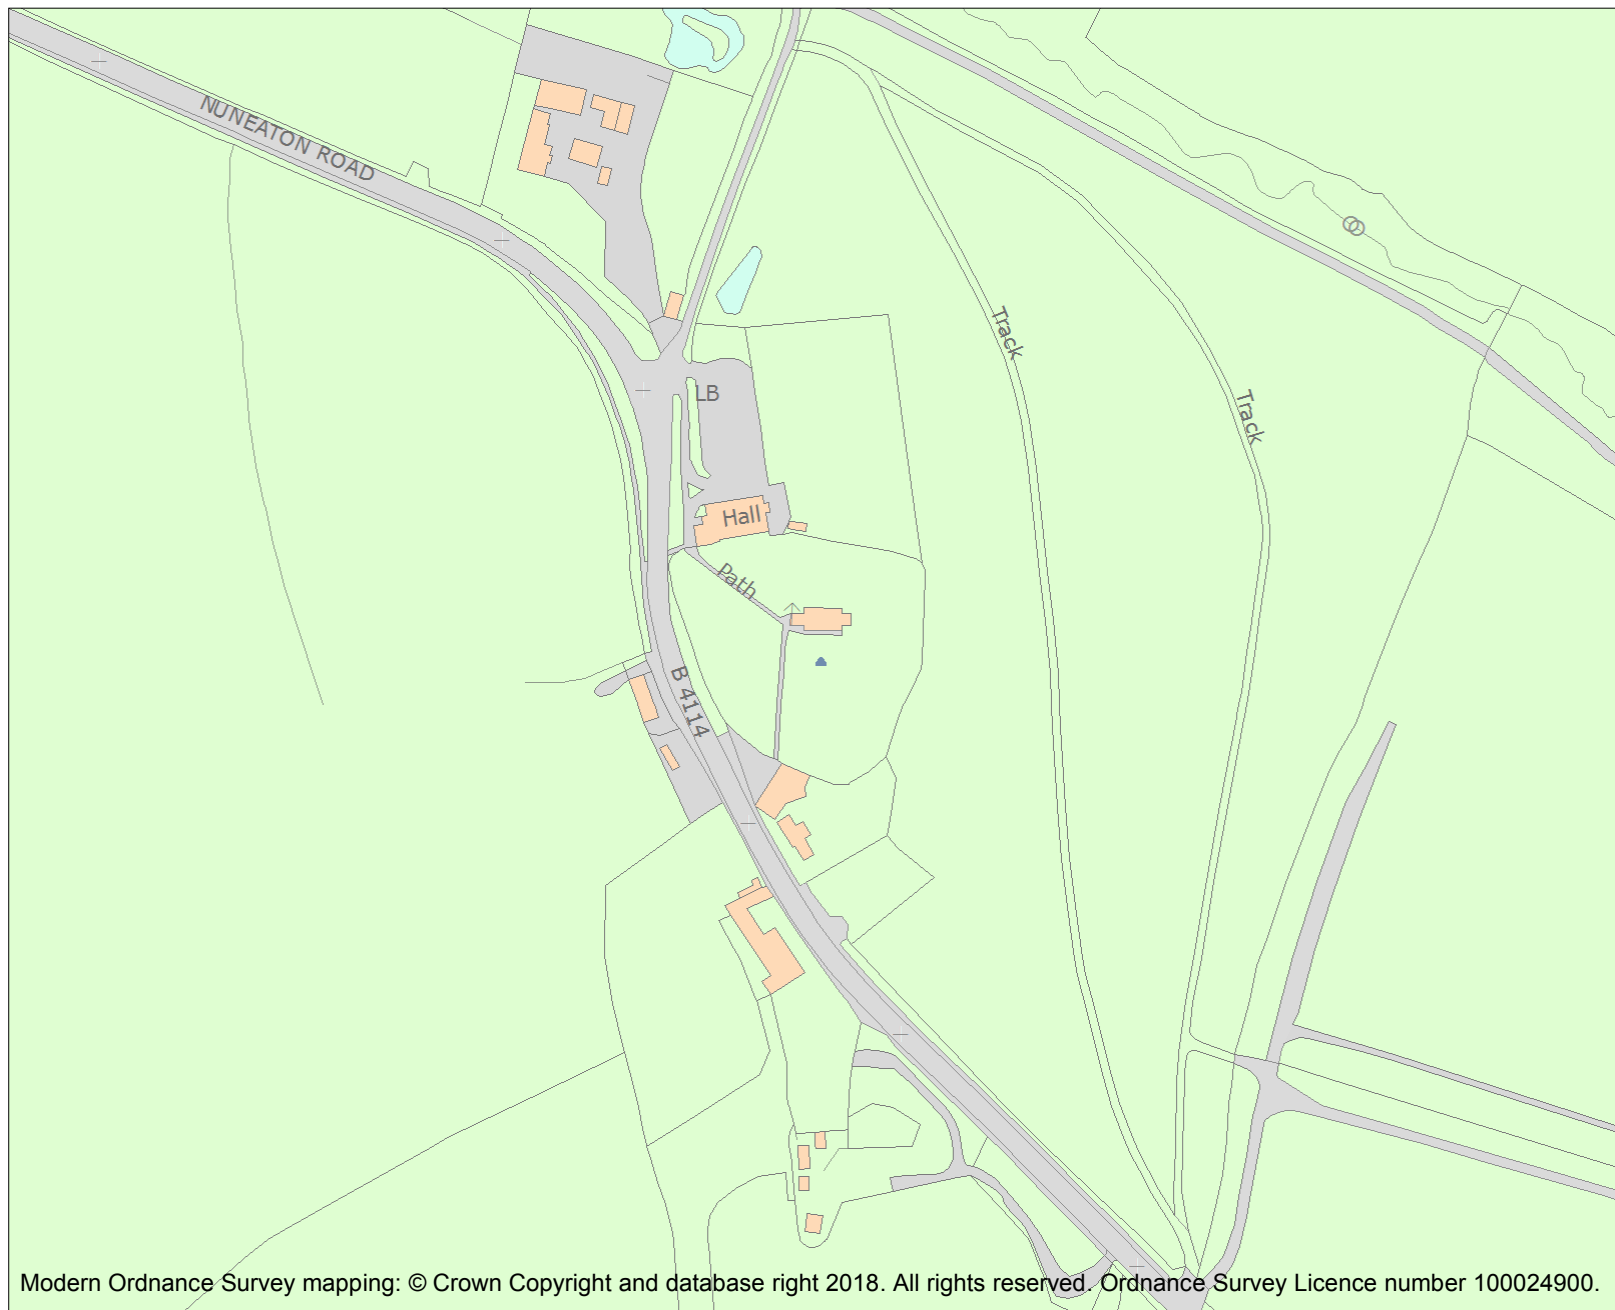 NUNEATON ROAD
Track
Track
LB
Hall
Path
B 4114
Modern Ordnance Survey mapping: © Crown Copyright and database right 2018. All rights reserved. Ordnance Survey Licence number 100024900.